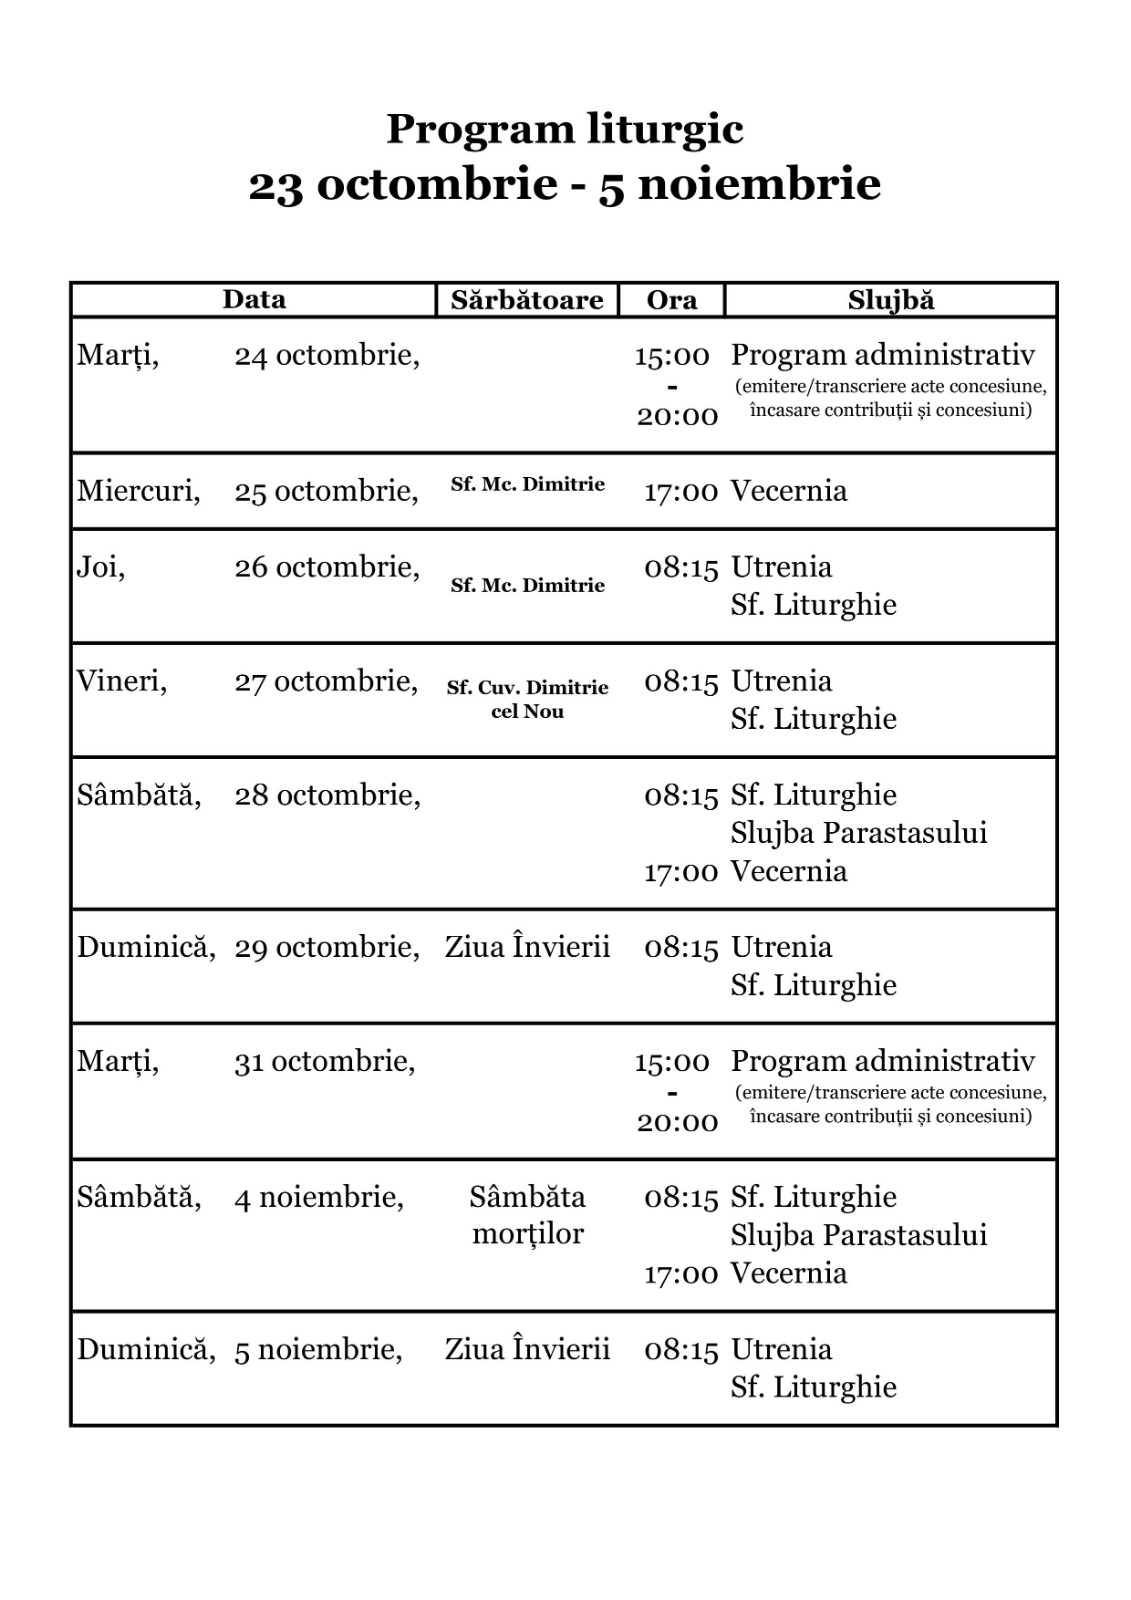 Program liturgic
23 octombrie - 5 noiembrie
Data Sărbătoare Ora Slujbă
Marți, 24 octombrie, 15:00 Program administrativ
- (emitere/transcriere acte concesiune,
20:00 încasare contribuții și concesiuni)
Miercuri, 25 octombrie, Sf. Mc. Dimitrie 17:00 Vecernia
Joi, 26 octombrie, Sf. Mc. Dimitrie 08:15 Utrenia
Sf. Liturghie
Vineri, 27 octombrie, Sf. Cuv. Dimitrie 08:15 Utrenia
cel Nou Sf. Liturghie
Sâmbătă, 28 octombrie, 08:15 Sf. Liturghie
Slujba Parastasului
17:00 Vecernia
Duminică, 29 octombrie, Ziua Învierii 08:15 Utrenia
Sf. Liturghie
Marți, 31 octombrie, 15:00 Program administrativ
- (emitere/transcriere acte concesiune,
20:00 încasare contribuții și concesiuni)
Sâmbătă, 4 noiembrie, Sâmbăta 08:15 Sf. Liturghie
morților Slujba Parastasului
17:00 Vecernia
Duminică, 5 noiembrie, Ziua Învierii 08:15 Utrenia
Sf. Liturghie